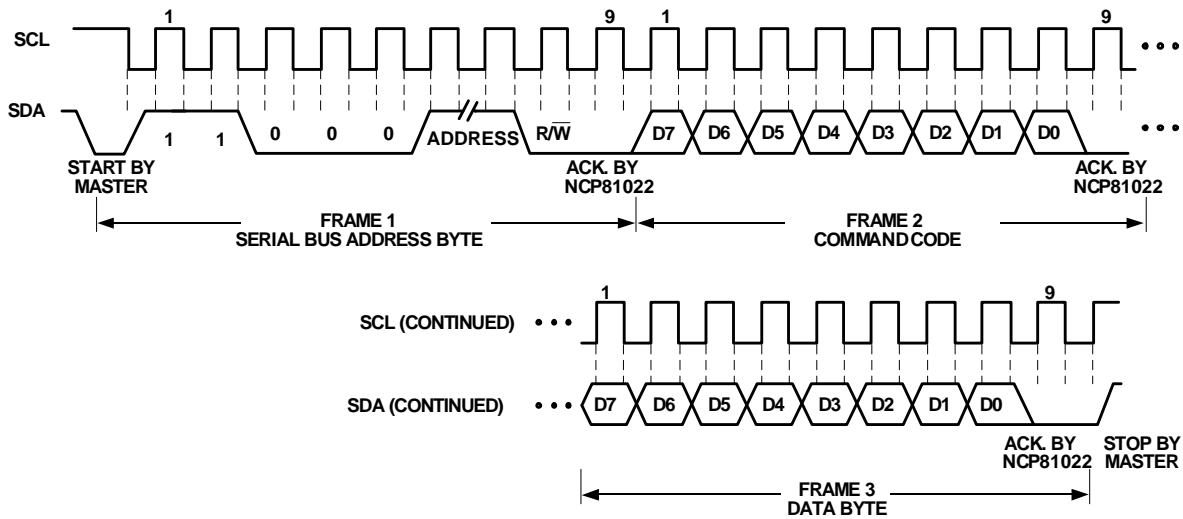 1 9 1 9
SCL
SDA
1 1 0 0 0 ADDRESS R/W D7 D6 D5 D4 D3 D2 D1 D0
START BY
MASTER
ACK. BY
NCP81022
ACK. BY
NCP81022
FRAME 1
SERIAL BUS ADDRESS BYTE
FRAME 2
COMMAND CODE
1 9
SCL (CONTINUED)
SDA (CONTINUED) D7 D6 D5 D4 D3 D2 D1 D0
ACK. BY
NCP81022
STOP BY
MASTER
FRAME 3
DATA BYTE